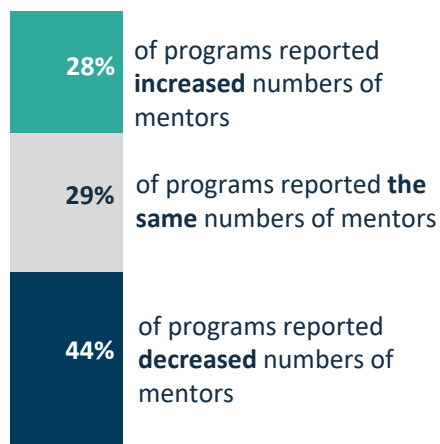 28%
of programs reported
increased numbers of
mentors
29%
of programs reported the
same numbers of mentors
44%
of programs reported
decreased numbers of
mentors